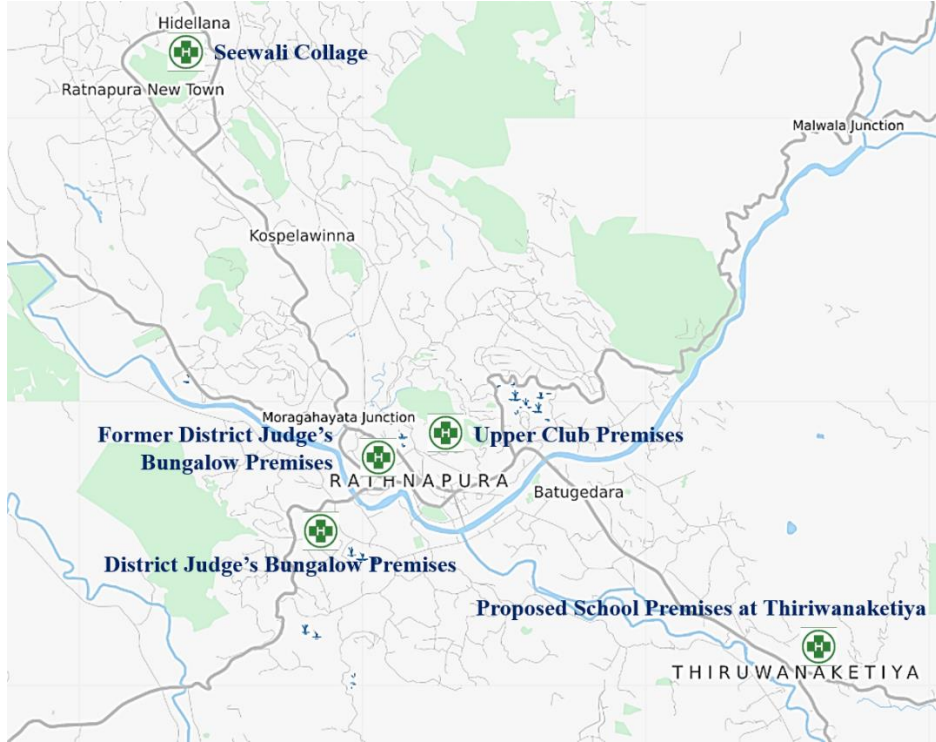 Hidellana
Seewali Collage
Ratnapura New Town
Malwala Junction
Kospelawinna
Moragahayata Junction
Former District Judge's
Bungalow Premises
Upper Club Premises
RATHNAPURA
Batugedara
District Judge's Bungalow Premises
Proposed School Premises at Thiriwanaketiya
THIRUWANAKETIYA
H
H
H
H
H